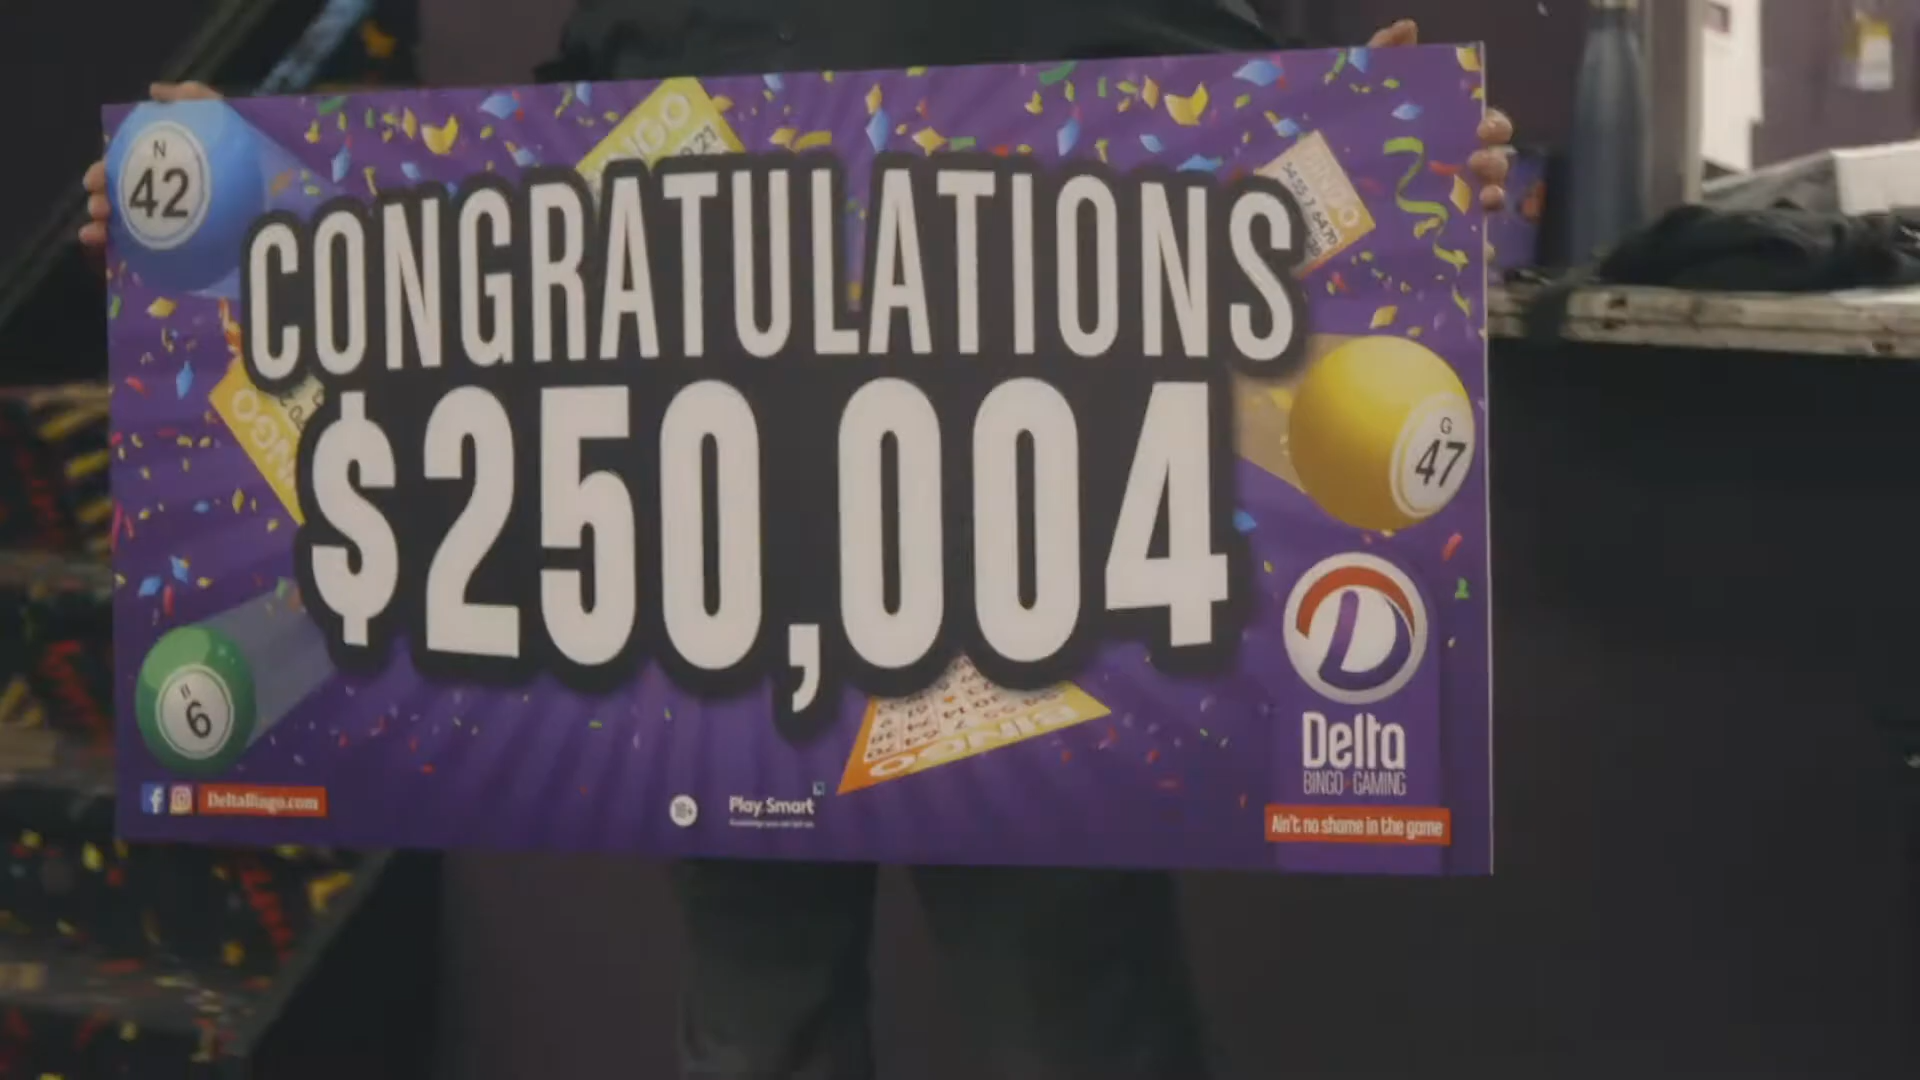 N
42
CONGRATULATIONS
$250,004
G
47
B
6
BINGO
Delta
BINGO + GAMING
Ain't no shame in the game
DeltaBingo.com
18+
Play Smart